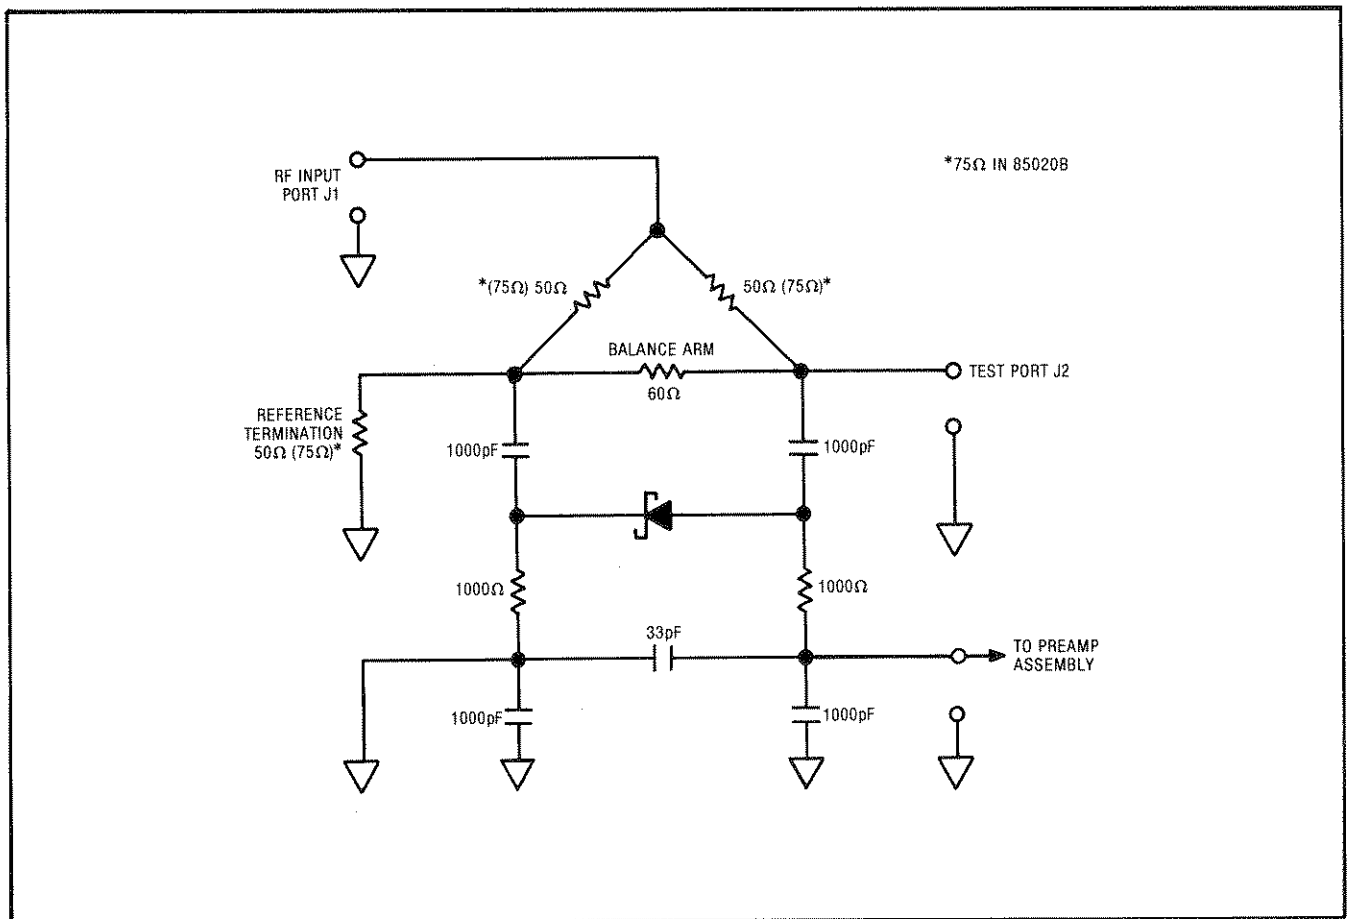 RF INPUT
PORT J1
*75Ω IN 85020B
*(75Ω) 50Ω
50Ω (75Ω)*
BALANCE ARM
60Ω
TEST PORT J2
REFERENCE
TERMINATION
50Ω (75Ω)*
1000pF
1000pF
1000Ω
1000Ω
33pF
TO PREAMP
ASSEMBLY
1000pF
1000pF